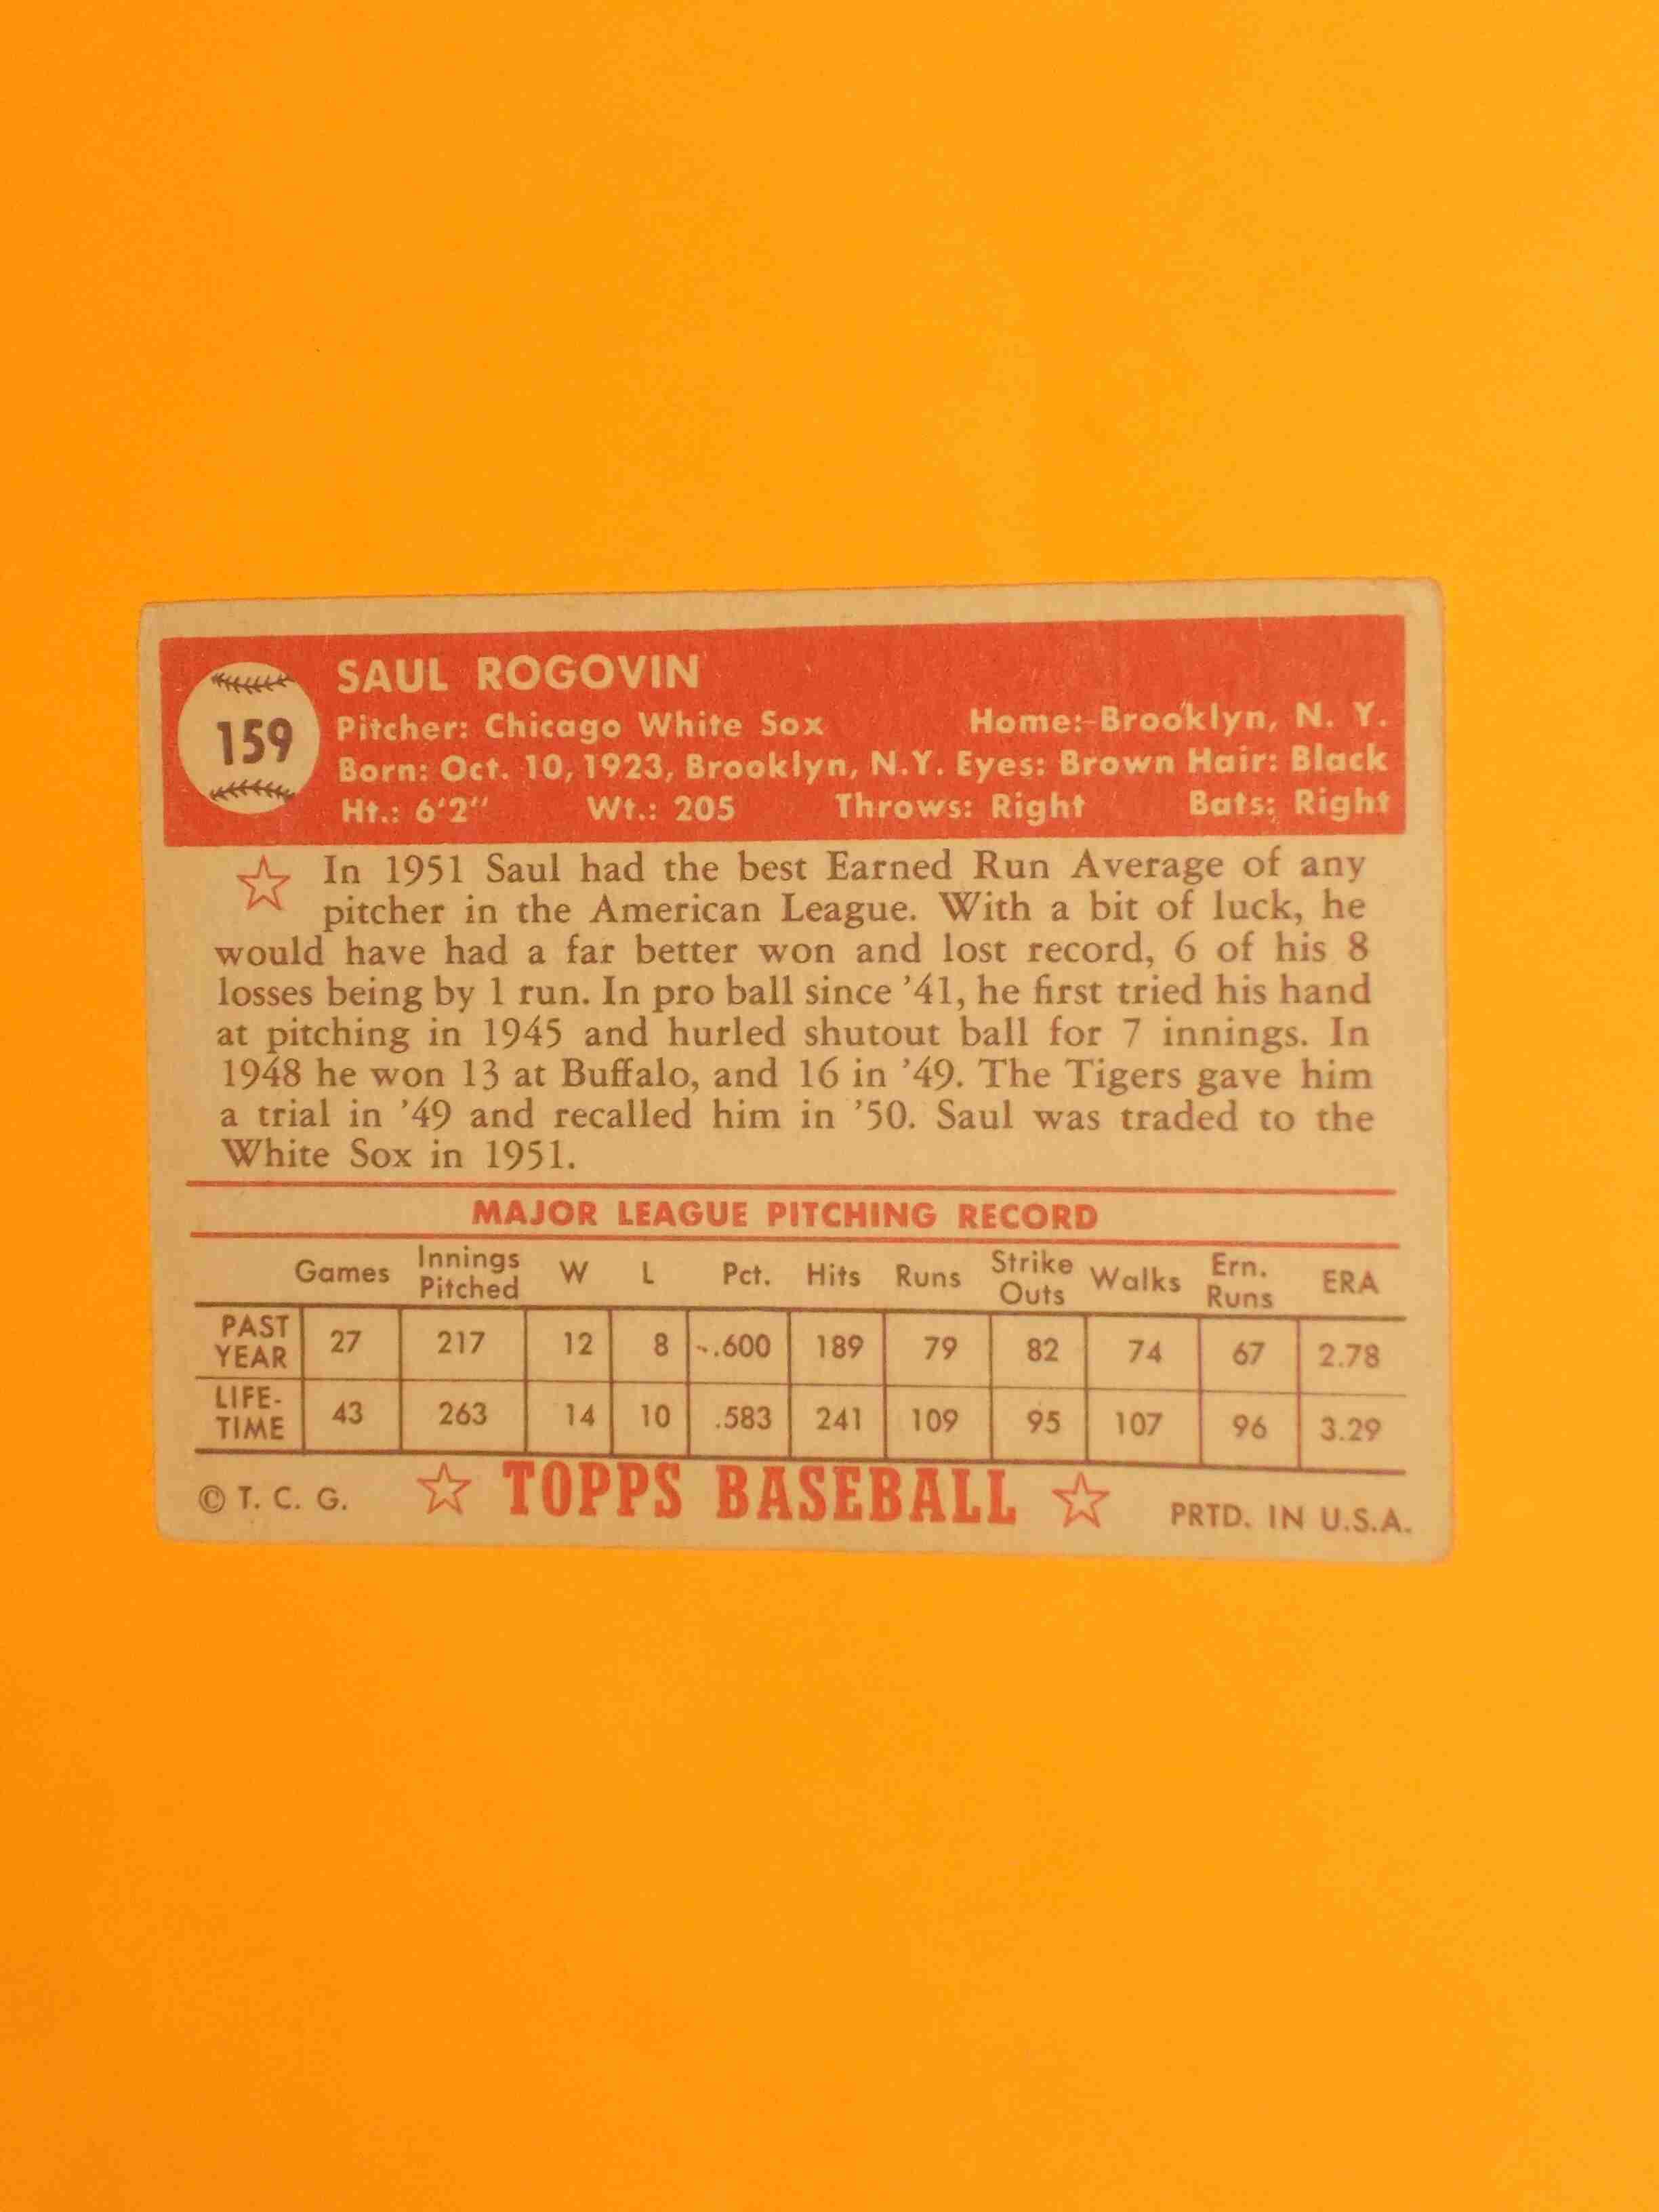 159
SAUL ROGOVIN
Pitcher: Chicago White Sox Home: Brooklyn, N. Y.
Born: Oct. 10, 1923, Brooklyn, N.Y. Eyes: Brown Hair: Black
Ht.: 6'2" Wt.: 205 Throws: Right Bats: Right
☆ In 1951 Saul had the best Earned Run Average of any
pitcher in the American League. With a bit of luck, he
would have had a far better won and lost record, 6 of his 8
losses being by 1 run. In pro ball since '41, he first tried his hand
at pitching in 1945 and hurled shutout ball for 7 innings. In
1948 he won 13 at Buffalo, and 16 in '49. The Tigers gave him
a trial in '49 and recalled him in '50. Saul was traded to the
White Sox in 1951.
MAJOR LEAGUE PITCHING RECORD
Games Innings Pitched W L Pct. Hits Runs Strike Outs Walks Ern. Runs ERA
PAST YEAR 27 217 12 8 .600 189 79 82 74 67 2.78
LIFE-TIME 43 263 14 10 .583 241 109 95 107 96 3.29
© T. C. G. ☆ TOPPS BASEBALL ☆ PRTD. IN U.S.A.